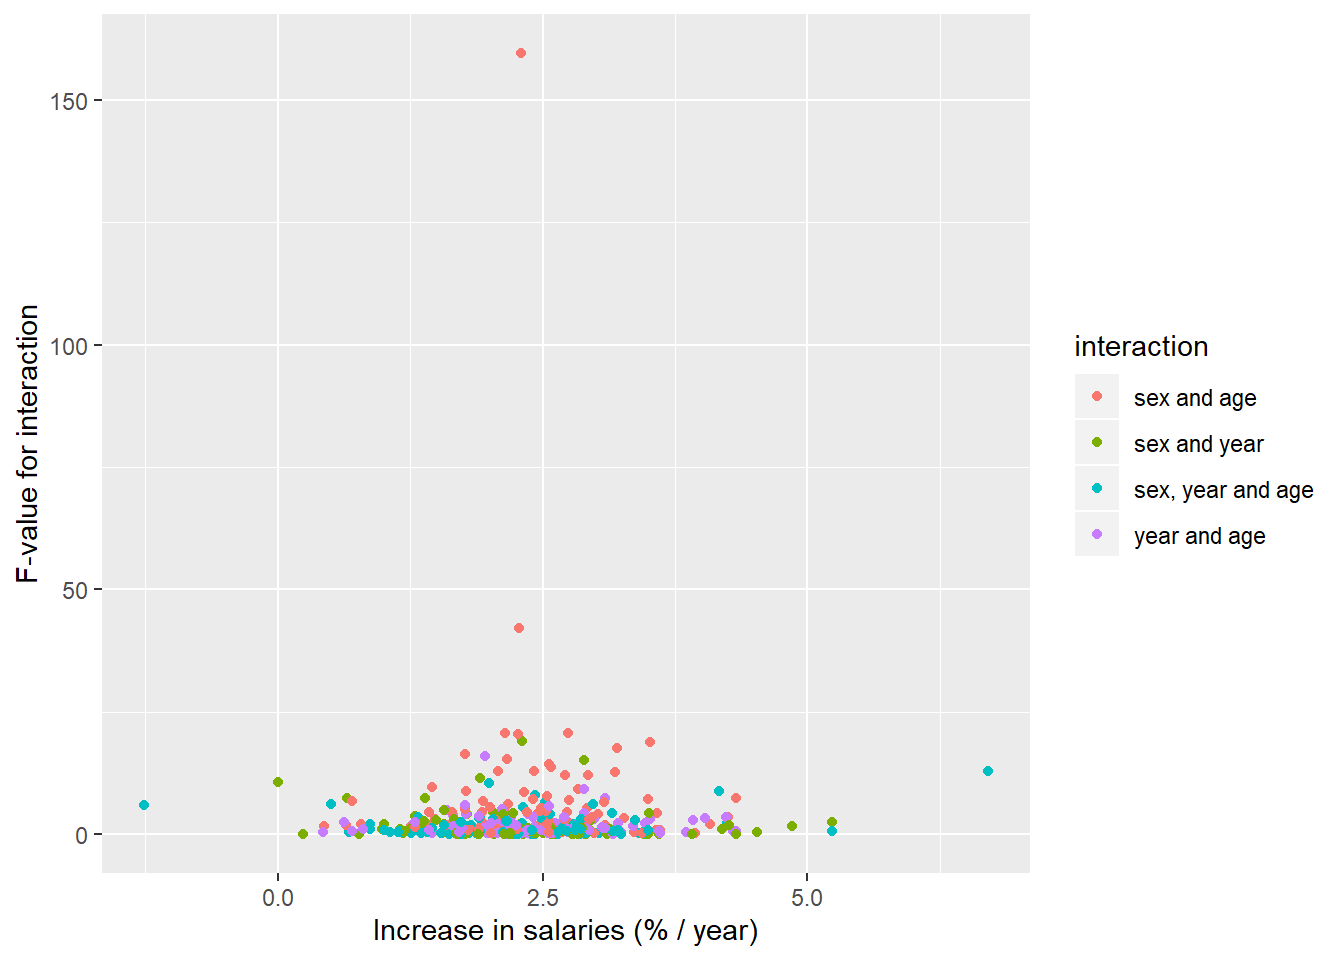 150
100
50
0
F-value for interaction
0.0 2.5 5.0
Increase in salaries (% / year)
interaction
sex and age
sex and year
sex, year and age
year and age